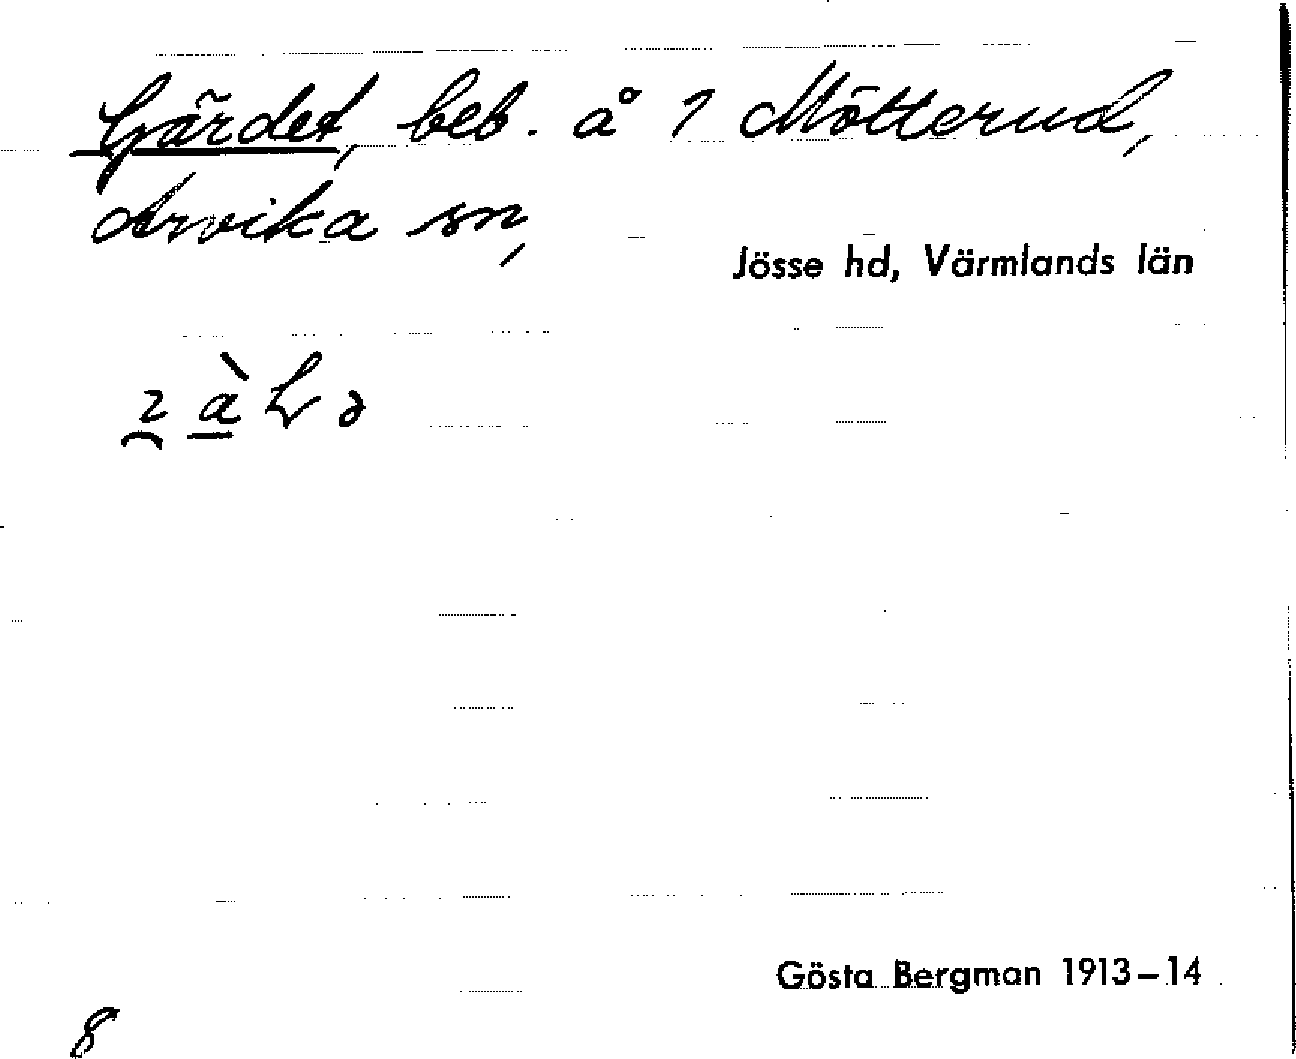 Gärdet, beb. å 1 Mötterud,
Arvika sn,
Jösse hd, Värmlands län
Gösta Bergman 1913–14
8